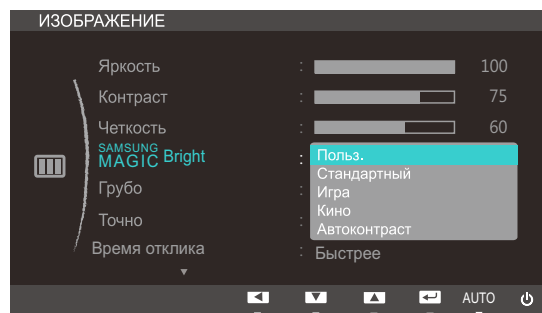 ИЗОБРАЖЕНИЕ
Яркость : 100
Контраст : 75
Четкость : 60
SAMSUNG
MAGIC Bright : Польз.
Стандартный
Игра
Грубо :
Кино
Точно :
Автоконтраст
Время отклика : Быстрее
AUTO